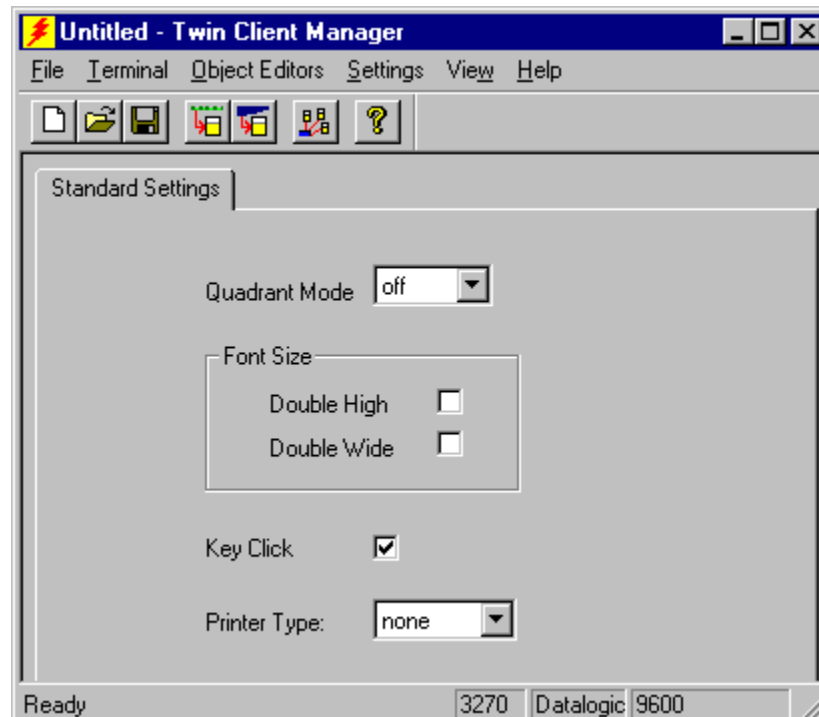 Untitled - Twin Client Manager
File Terminal Object Editors Settings View Help
Standard Settings
Quadrant Mode off
Font Size
Double High
Double Wide
Key Click
Printer Type: none
Ready 3270 Datalogic 9600